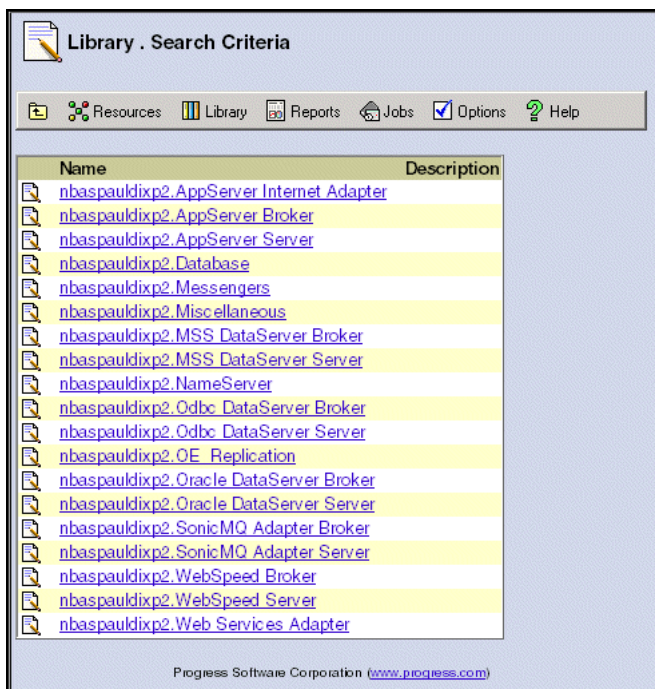 Library . Search Criteria
Resources Library Reports Jobs Options Help
Name Description
nbaspauldixp2.AppServer Internet Adapter
nbaspauldixp2.AppServer Broker
nbaspauldixp2.AppServer Server
nbaspauldixp2.Database
nbaspauldixp2.Messengers
nbaspauldixp2.Miscellaneous
nbaspauldixp2.MSS DataServer Broker
nbaspauldixp2.MSS DataServer Server
nbaspauldixp2.NameServer
nbaspauldixp2.Odbc DataServer Broker
nbaspauldixp2.Odbc DataServer Server
nbaspauldixp2.OE Replication
nbaspauldixp2.Oracle DataServer Broker
nbaspauldixp2.Oracle DataServer Server
nbaspauldixp2.SonicMQ Adapter Broker
nbaspauldixp2.SonicMQ Adapter Server
nbaspauldixp2.WebSpeed Broker
nbaspauldixp2.WebSpeed Server
nbaspauldixp2.Web Services Adapter
Progress Software Corporation (www.progress.com)